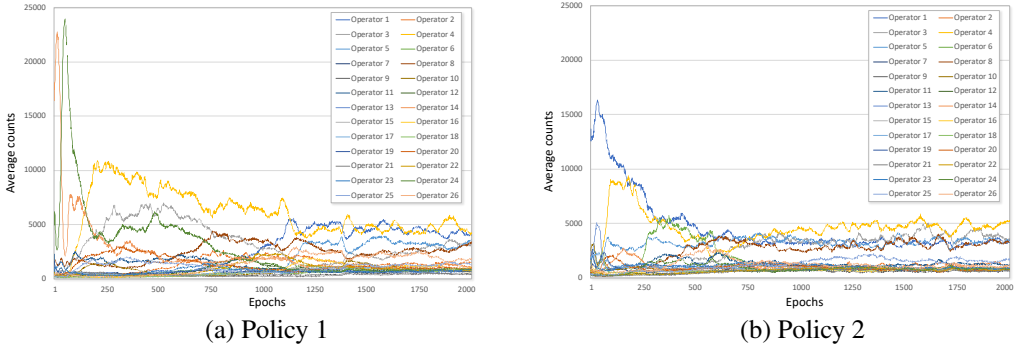 25000
20000
15000
10000
5000
0
Average counts
Operator 1 Operator 2
Operator 3 Operator 4
Operator 5 Operator 6
Operator 7 Operator 8
Operator 9 Operator 10
Operator 11 Operator 12
Operator 13 Operator 14
Operator 15 Operator 16
Operator 17 Operator 18
Operator 19 Operator 20
Operator 21 Operator 22
Operator 23 Operator 24
Operator 25 Operator 26
1 250 500 750 1000 1250 1500 1750 2000
Epochs
(a) Policy 1
25000
20000
15000
10000
5000
0
Average counts
Operator 1 Operator 2
Operator 3 Operator 4
Operator 5 Operator 6
Operator 7 Operator 8
Operator 9 Operator 10
Operator 11 Operator 12
Operator 13 Operator 14
Operator 15 Operator 16
Operator 17 Operator 18
Operator 19 Operator 20
Operator 21 Operator 22
Operator 23 Operator 24
Operator 25 Operator 26
1 250 500 750 1000 1250 1500 1750 2000
Epochs
(b) Policy 2